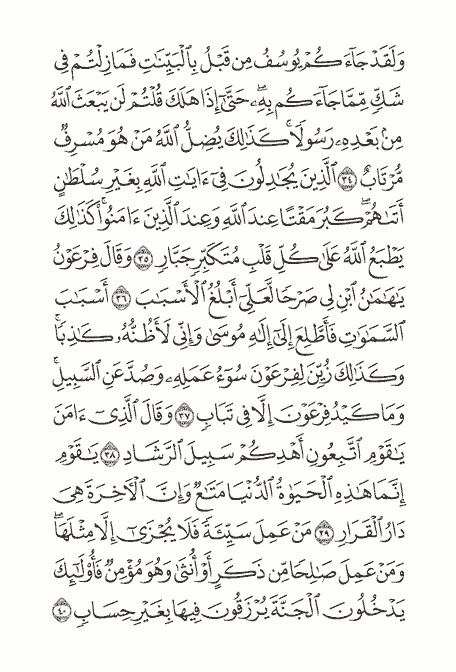 وَلَقَدْ جَآءَكُمْ يُوسُفُ مِن قَبْلُ بِٱلْبَيِّنَٰتِ فَمَازِلْتُمْ فِى
شَكٍّ مِّمَّا جَآءَكُم بِهِۦ ۖ حَتَّىٰٓ إِذَا هَلَكَ قُلْتُمْ لَن يَبْعَثَ ٱللَّهُ
مِنۢ بَعْدِهِۦ رَسُولًا ۚ كَذَٰلِكَ يُضِلُّ ٱللَّهُ مَنْ هُوَ مُسْرِفٌ
مُّرْتَابٌ ﴿٣٤﴾ ٱلَّذِينَ يُجَٰدِلُونَ فِىٓ ءَايَٰتِ ٱللَّهِ بِغَيْرِ سُلْطَٰنٍ
أَتَىٰهُمْ ۖ كَبُرَ مَقْتًا عِندَ ٱللَّهِ وَعِندَ ٱلَّذِينَ ءَامَنُوا۟ ۚ كَذَٰلِكَ
يَطْبَعُ ٱللَّهُ عَلَىٰ كُلِّ قَلْبِ مُتَكَبِّرٍ جَبَّارٍ ﴿٣٥﴾ وَقَالَ فِرْعَوْنُ
يَٰهَٰمَٰنُ ٱبْنِ لِى صَرْحًا لَّعَلِّىٓ أَبْلُغُ ٱلْأَسْبَٰبَ ﴿٣٦﴾ أَسْبَٰبَ
ٱلسَّمَٰوَٰتِ فَأَطَّلِعَ إِلَىٰٓ إِلَٰهِ مُوسَىٰ وَإِنِّى لَأَظُنُّهُۥ كَٰذِبًا ۚ
وَكَذَٰلِكَ زُيِّنَ لِفِرْعَوْنَ سُوٓءُ عَمَلِهِۦ وَصُدَّ عَنِ ٱلسَّبِيلِ ۚ
وَمَا كَيْدُ فِرْعَوْنَ إِلَّا فِى تَبَابٍ ﴿٣٧﴾ وَقَالَ ٱلَّذِىٓ ءَامَنَ
يَٰقَوْمِ ٱتَّبِعُونِ أَهْدِكُمْ سَبِيلَ ٱلرَّشَادِ ﴿٣٨﴾ يَٰقَوْمِ
إِنَّمَا هَٰذِهِ ٱلْحَيَوٰةُ ٱلدُّنْيَا مَتَٰعٌ وَإِنَّ ٱلْأَخِرَةَ هِىَ
دَارُ ٱلْقَرَارِ ﴿٣٩﴾ مَنْ عَمِلَ سَيِّئَةً فَلَا يُجْزَىٰٓ إِلَّا مِثْلَهَا ۖ
وَمَنْ عَمِلَ صَٰلِحًا مِّن ذَكَرٍ أَوْ أُنثَىٰ وَهُوَ مُؤْمِنٌ فَأُو۟لَٰٓئِكَ
يَدْخُلُونَ ٱلْجَنَّةَ يُرْزَقُونَ فِيهَا بِغَيْرِ حِسَابٍ ﴿٤٠﴾